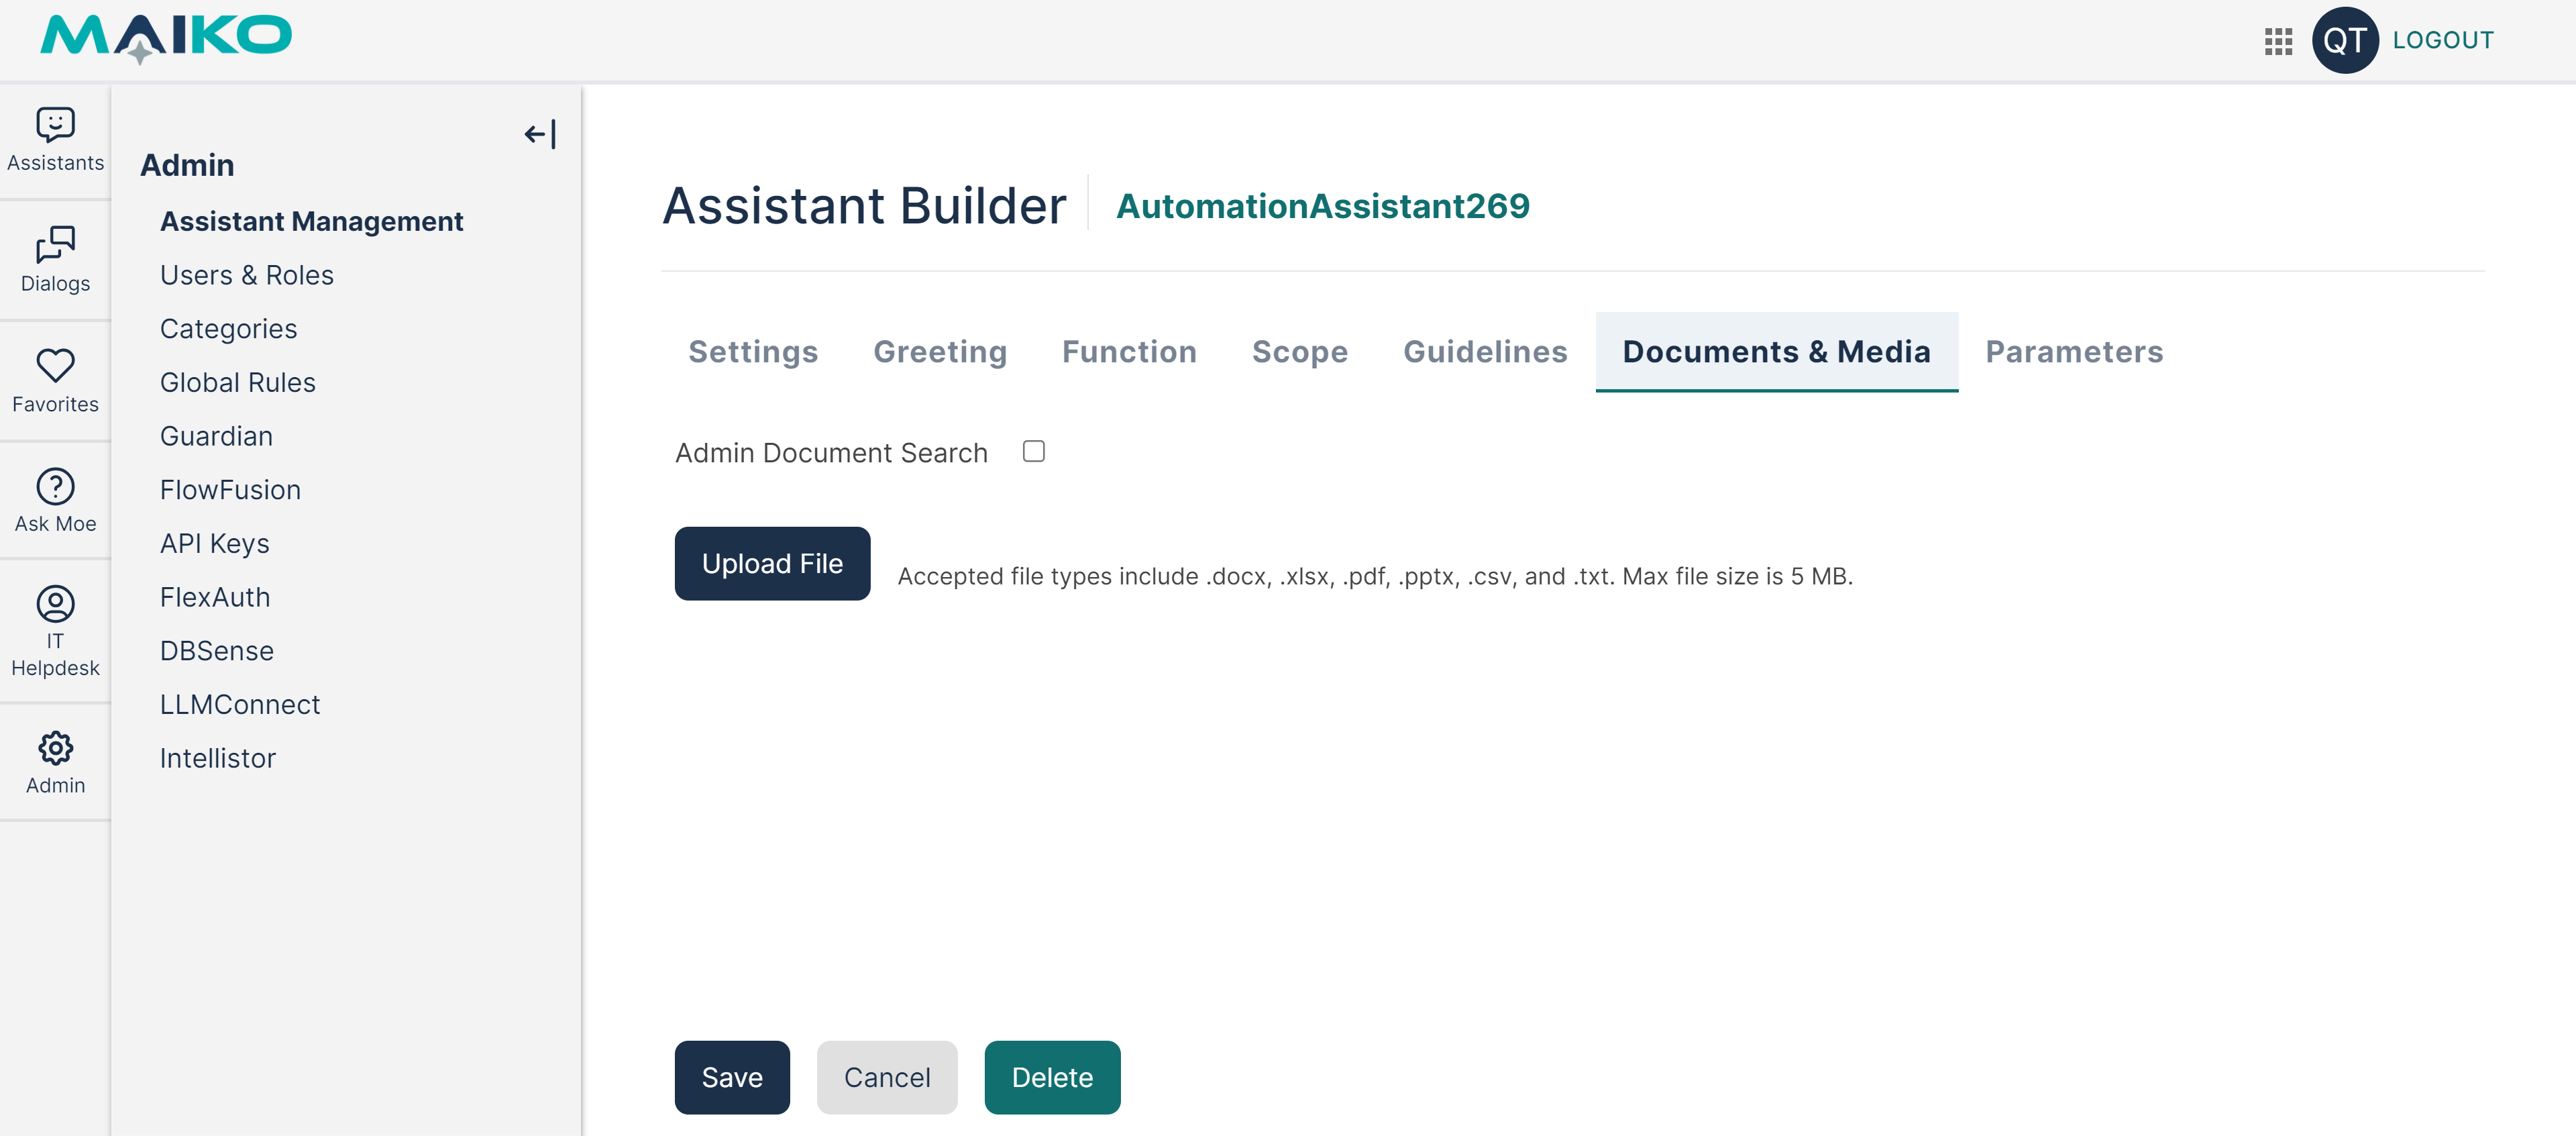 MAIKO
QT LOGOUT
Assistants
Dialogs
Favorites
Ask Moe
IT
Helpdesk
Admin
Admin
Assistant Management
Users & Roles
Categories
Global Rules
Guardian
FlowFusion
API Keys
FlexAuth
DBSense
LLMConnect
Intellistor
Assistant Builder AutomationAssistant269
Settings Greeting Function Scope Guidelines Documents & Media Parameters
Admin Document Search
Upload File Accepted file types include .docx, .xlsx, .pdf, .pptx, .csv, and .txt. Max file size is 5 MB.
Save Cancel Delete